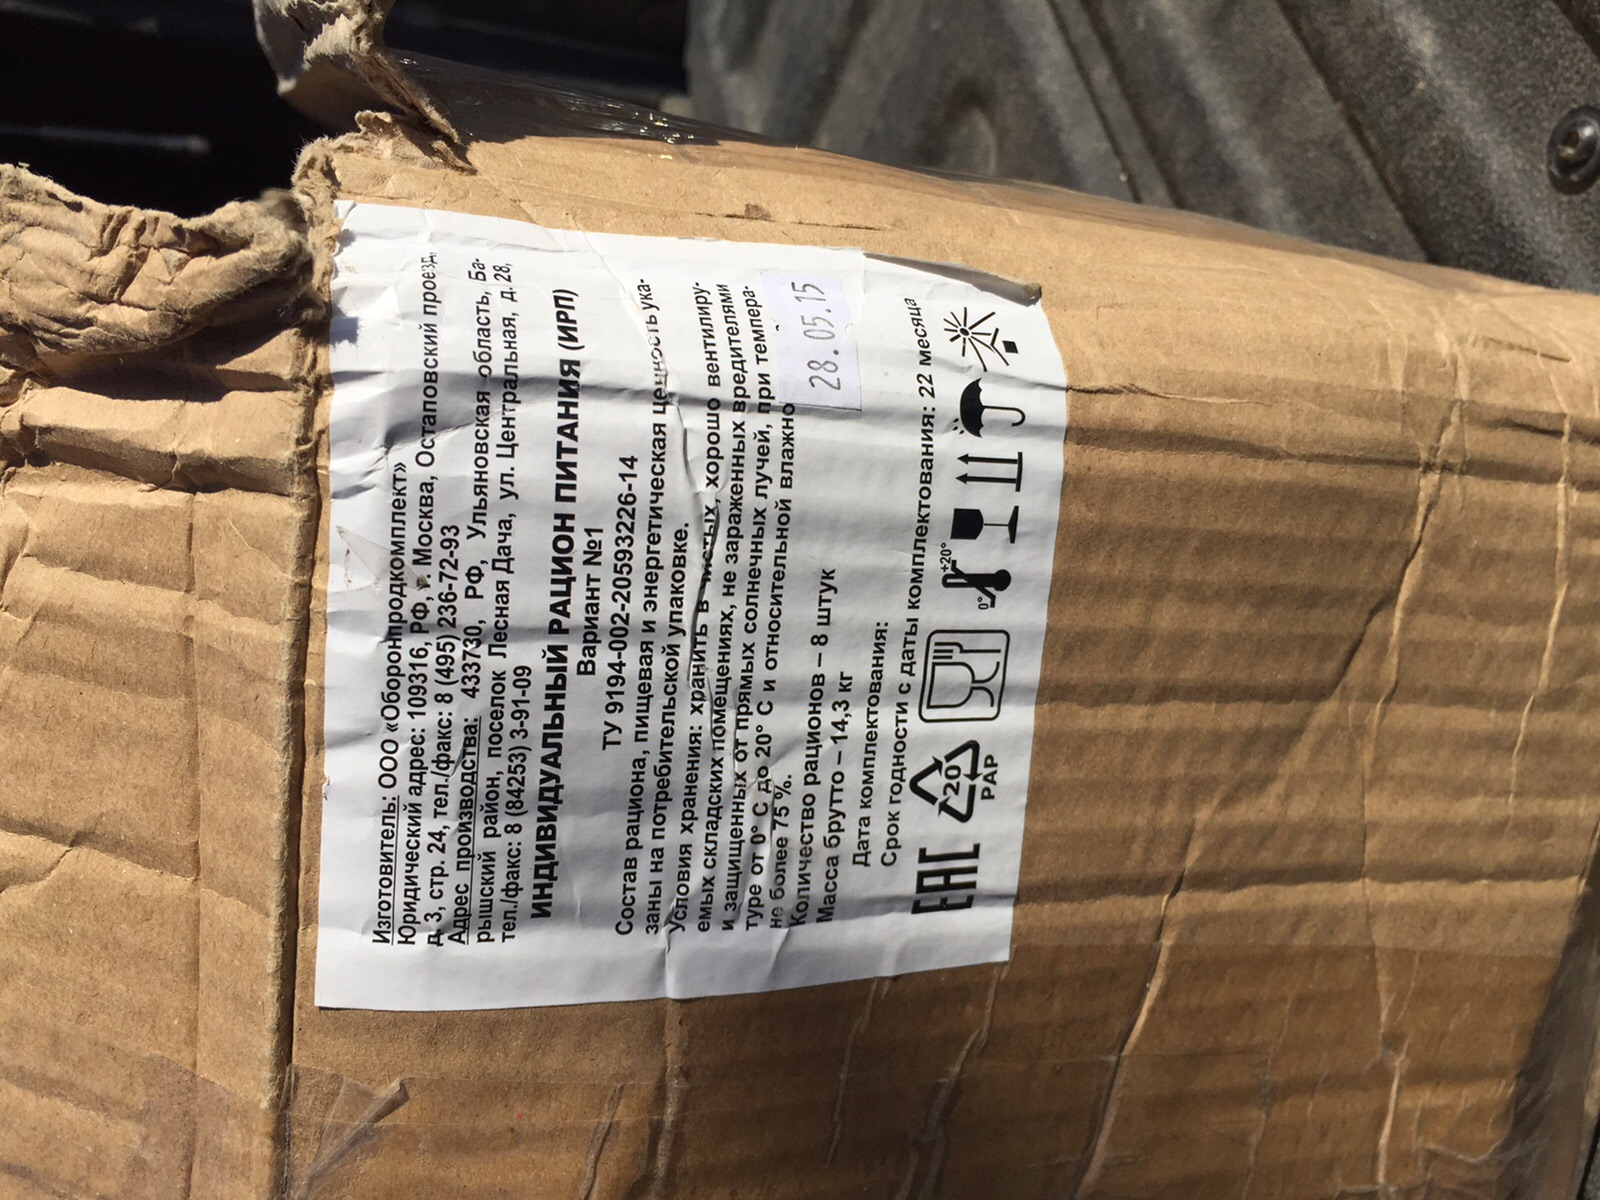 Изготовитель: ООО «Оборонпродкомплект»
Юридический адрес: 109316, РФ, г. Москва, Остаповский проезд,
д. 3, стр. 24, тел./факс: 8 (495) 236-72-93
Адрес производства: 433730, РФ, Ульяновская область, Ба-
рышский район, поселок Лесная Дача, ул. Центральная, д. 28,
тел./факс: 8 (84253) 3-91-09
ИНДИВИДУАЛЬНЫЙ РАЦИОН ПИТАНИЯ (ИРП)
Вариант №1
ТУ 9194-002-20593226-14
Состав рациона, пищевая и энергетическая ценность ука-
заны на потребительской упаковке.
Условия хранения: хранить в чистых, хорошо вентилиру-
емых складских помещениях, не зараженных вредителями
и защищенных от прямых солнечных лучей, при темпера-
туре от 0° С до 20° С и относительной влажно
не более 75 %.
Количество рационов – 8 штук
Масса брутто – 14,3 кг
28.05.15
Дата комплектования:
Срок годности с даты комплектования: 22 месяца
ЕАС
20
PAP
0°
+20°